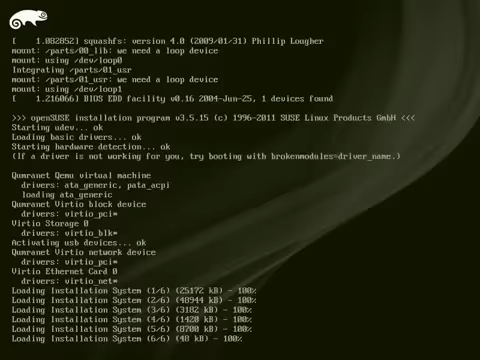 [    1.082852] squashfs: version 4.0 (2009/01/31) Phillip Lougher
mount: /parts/00_lib: we need a loop device
mount: using /dev/loop0
Integrating /parts/01_usr
mount: /parts/01_usr: we need a loop device
mount: using /dev/loop1
[    1.216066] BIOS EDD facility v0.16 2004-Jun-25, 1 devices found
>>> openSUSE installation program v3.5.15 (c) 1996-2011 SUSE Linux Products GmbH <<<
Starting udev... ok
Loading basic drivers... ok
Starting hardware detection... ok
(If a driver is not working for you, try booting with brokenmodules=driver_name.)
Qumranet Qemu virtual machine
  drivers: ata_generic, pata_acpi
  loading ata_generic
Qumranet Virtio block device
  drivers: virtio_pci*
Virtio Storage 0
  drivers: virtio_blk*
Activating usb devices... ok
Qumranet Virtio network device
  drivers: virtio_pci*
Virtio Ethernet Card 0
  drivers: virtio_net*
Loading Installation System (1/6) (25172 kB) - 100%
Loading Installation System (2/6) (48944 kB) - 100%
Loading Installation System (3/6) (3182 kB) - 100%
Loading Installation System (4/6) (1420 kB) - 100%
Loading Installation System (5/6) (8700 kB) - 100%
Loading Installation System (6/6) (48 kB) - 100%